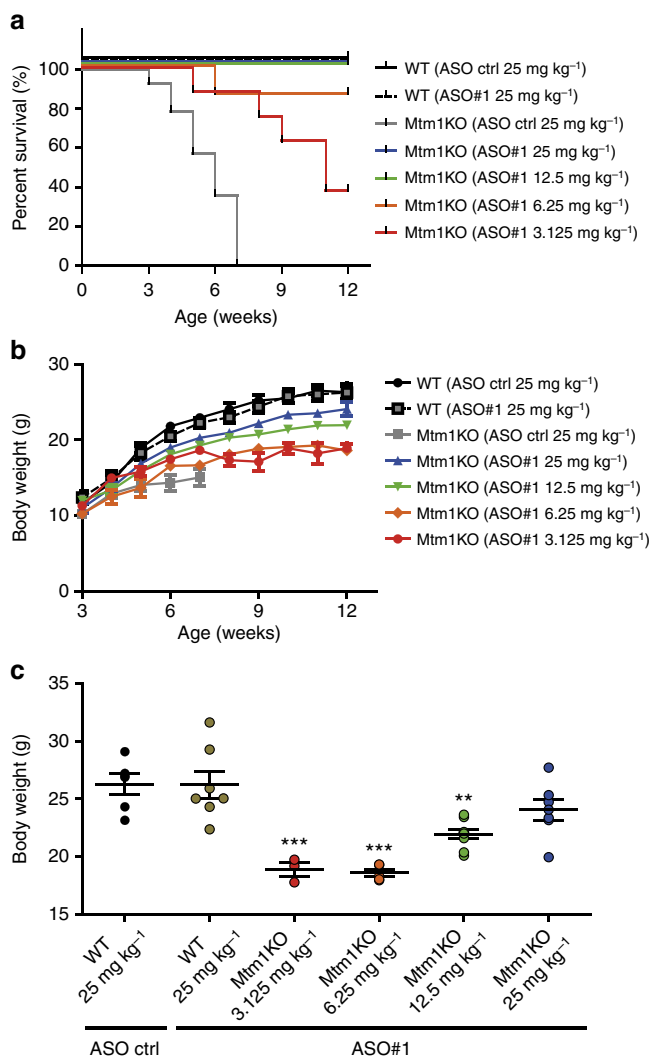 a
Percent survival (%)
100
80
60
40
20
0
0 3 6 9 12
Age (weeks)
WT (ASO ctrl 25 mg kg⁻¹)
WT (ASO#1 25 mg kg⁻¹)
Mtm1KO (ASO ctrl 25 mg kg⁻¹)
Mtm1KO (ASO#1 25 mg kg⁻¹)
Mtm1KO (ASO#1 12.5 mg kg⁻¹)
Mtm1KO (ASO#1 6.25 mg kg⁻¹)
Mtm1KO (ASO#1 3.125 mg kg⁻¹)
b
Body weight (g)
30
20
10
0
3 6 9 12
Age (weeks)
WT (ASO ctrl 25 mg kg⁻¹)
WT (ASO#1 25 mg kg⁻¹)
Mtm1KO (ASO ctrl 25 mg kg⁻¹)
Mtm1KO (ASO#1 25 mg kg⁻¹)
Mtm1KO (ASO#1 12.5 mg kg⁻¹)
Mtm1KO (ASO#1 6.25 mg kg⁻¹)
Mtm1KO (ASO#1 3.125 mg kg⁻¹)
c
Body weight (g)
35
30
25
20
15
*** *** **
WT
25 mg kg⁻¹
WT
25 mg kg⁻¹
Mtm1KO
3.125 mg kg⁻¹
Mtm1KO
6.25 mg kg⁻¹
Mtm1KO
12.5 mg kg⁻¹
Mtm1KO
25 mg kg⁻¹
ASO ctrl ASO#1